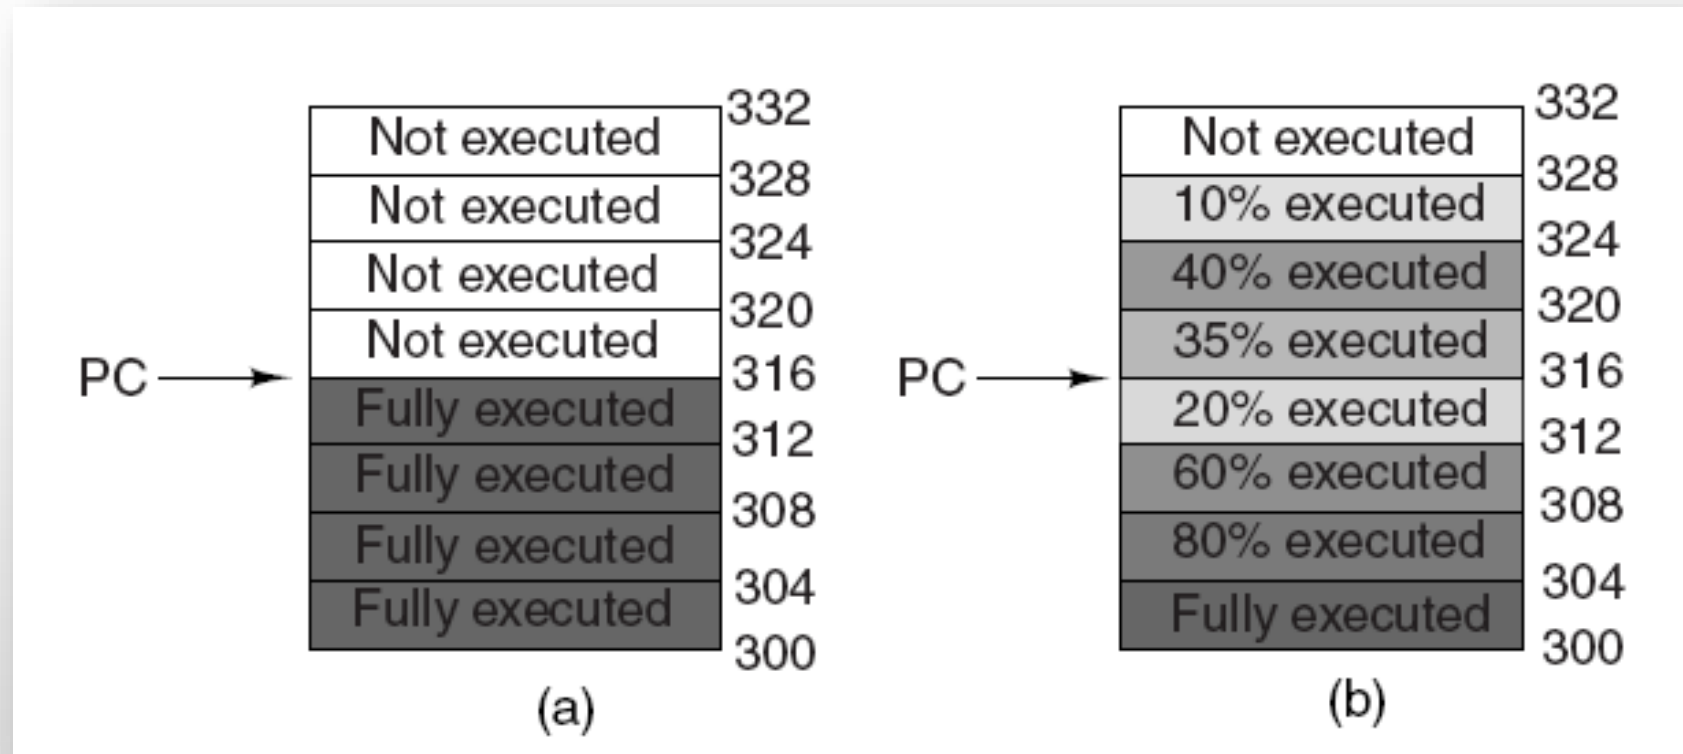 332
Not executed
328
Not executed
324
Not executed
320
Not executed
PC
316
Fully executed
312
Fully executed
308
Fully executed
304
Fully executed
300
(a)
332
Not executed
328
10% executed
324
40% executed
320
35% executed
PC
316
20% executed
312
60% executed
308
80% executed
304
Fully executed
300
(b)